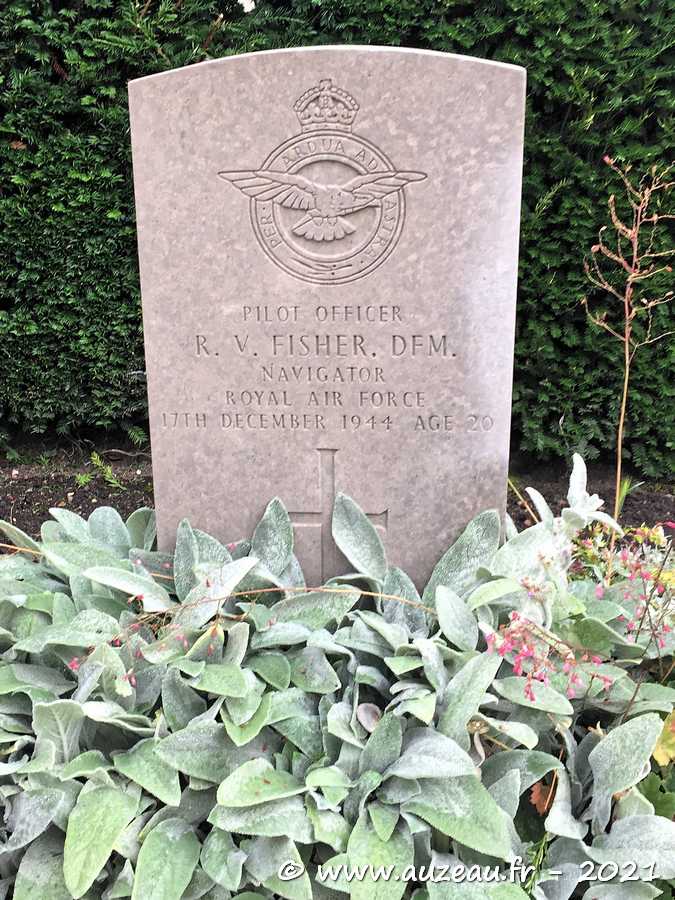 PER ARDUA AD ASTRA
PILOT OFFICER
R. V. FISHER. DFM.
NAVIGATOR
ROYAL AIR FORCE
17TH DECEMBER 1944 AGE 20
© www.auzeau.fr - 2021